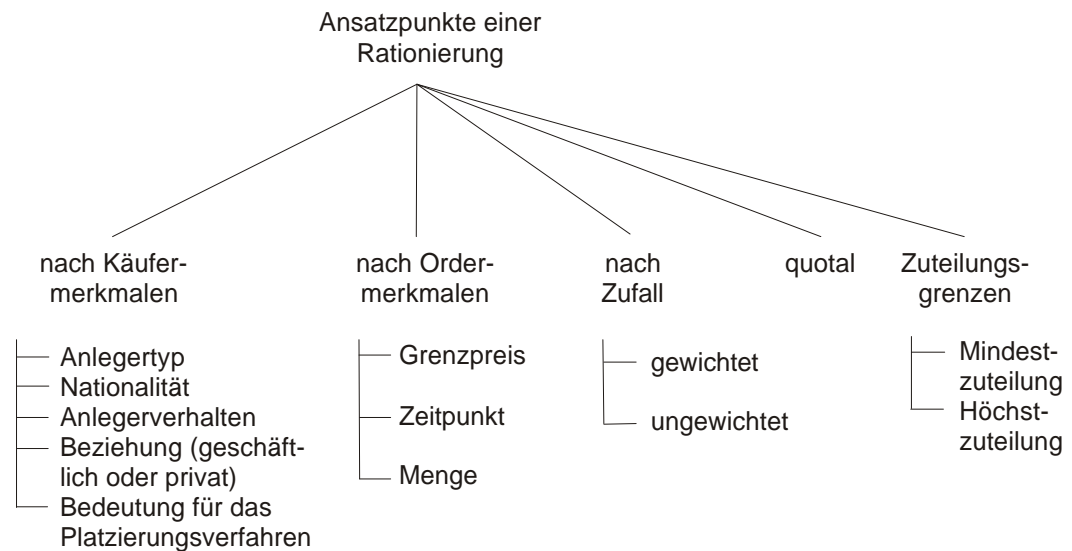 Ansatzpunkte einer
Rationierung
nach Käufer-
merkmalen
Anlegertyp
Nationalität
Anlegerverhalten
Beziehung (geschäft-
lich oder privat)
Bedeutung für das
Platzierungsverfahren
nach Order-
merkmalen
Grenzpreis
Zeitpunkt
Menge
nach
Zufall
gewichtet
ungewichtet
quotal
Zuteilungs-
grenzen
Mindest-
zuteilung
Höchst-
zuteilung